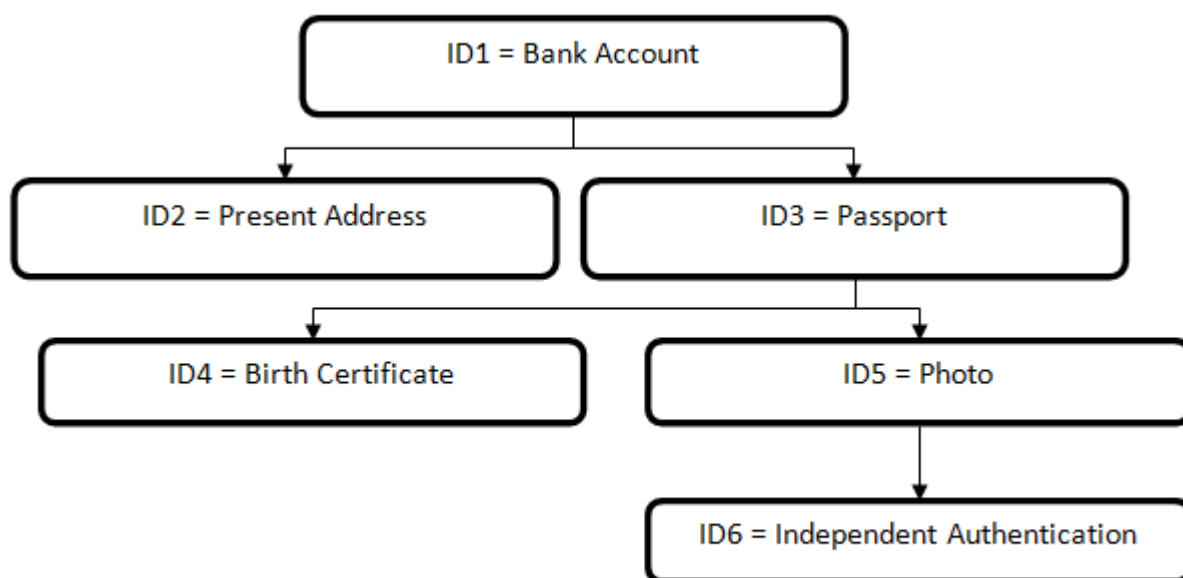 ID1 = Bank Account
ID2 = Present Address
ID3 = Passport
ID4 = Birth Certificate
ID5 = Photo
ID6 = Independent Authentication